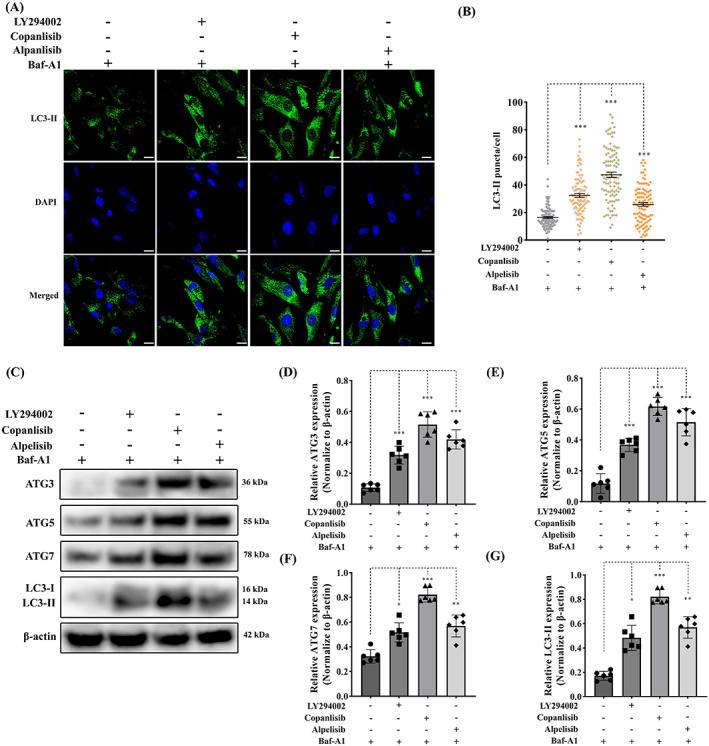 (A)
LY294002 - + - -
Copanlisib - - + -
Alpanlisib - - - +
Baf-A1 + + + +
LC3-II
DAPI
Merged
(B)
LC3-II puncta/cell
100
80
60
40
20
0
***
***
***
LY294002 - + - -
Copanlisib - - + -
Alpelisib - - - +
Baf-A1 + + + +
(C)
LY294002 - + - -
Copanlisib - - + -
Alpelisib - - - +
Baf-A1 + + + +
ATG3 36 kDa
ATG5 55 kDa
ATG7 78 kDa
LC3-I 16 kDa
LC3-II 14 kDa
β-actin 42 kDa
(D)
Relative ATG3 expression
(Normalize to β-actin)
0.8
0.6
0.4
0.2
0.0
***
***
***
LY294002 - + - -
Copanlisib - - + -
Alpelisib - - - +
Baf-A1 + + + +
(E)
Relative ATG5 expression
(Normalize to β-actin)
0.8
0.6
0.4
0.2
0.0
***
***
***
LY294002 - + - -
Copanlisib - - + -
Alpelisib - - - +
Baf-A1 + + + +
(F)
Relative ATG7 expression
(Normalize to β-actin)
1.0
0.8
0.6
0.4
0.2
0.0
*
***
**
LY294002 - + - -
Copanlisib - - + -
Alpelisib - - - +
Baf-A1 + + + +
(G)
Relative LC3-II expression
(Normalize to β-actin)
1.0
0.8
0.6
0.4
0.2
0.0
*
***
**
LY294002 - + - -
Copanlisib - - + -
Alpelisib - - - +
Baf-A1 + + + +